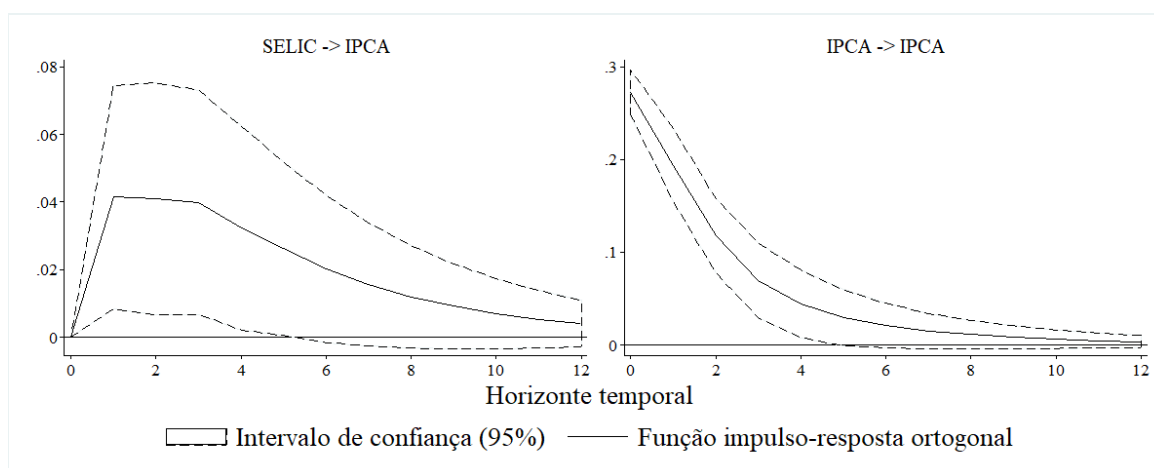 SELIC -> IPCA
.08
.06
.04
.02
0
0 2 4 6 8 10 12
IPCA -> IPCA
.3
.2
.1
0
0 2 4 6 8 10 12
Horizonte temporal
Intervalo de confiança (95%) Função impulso-resposta ortogonal